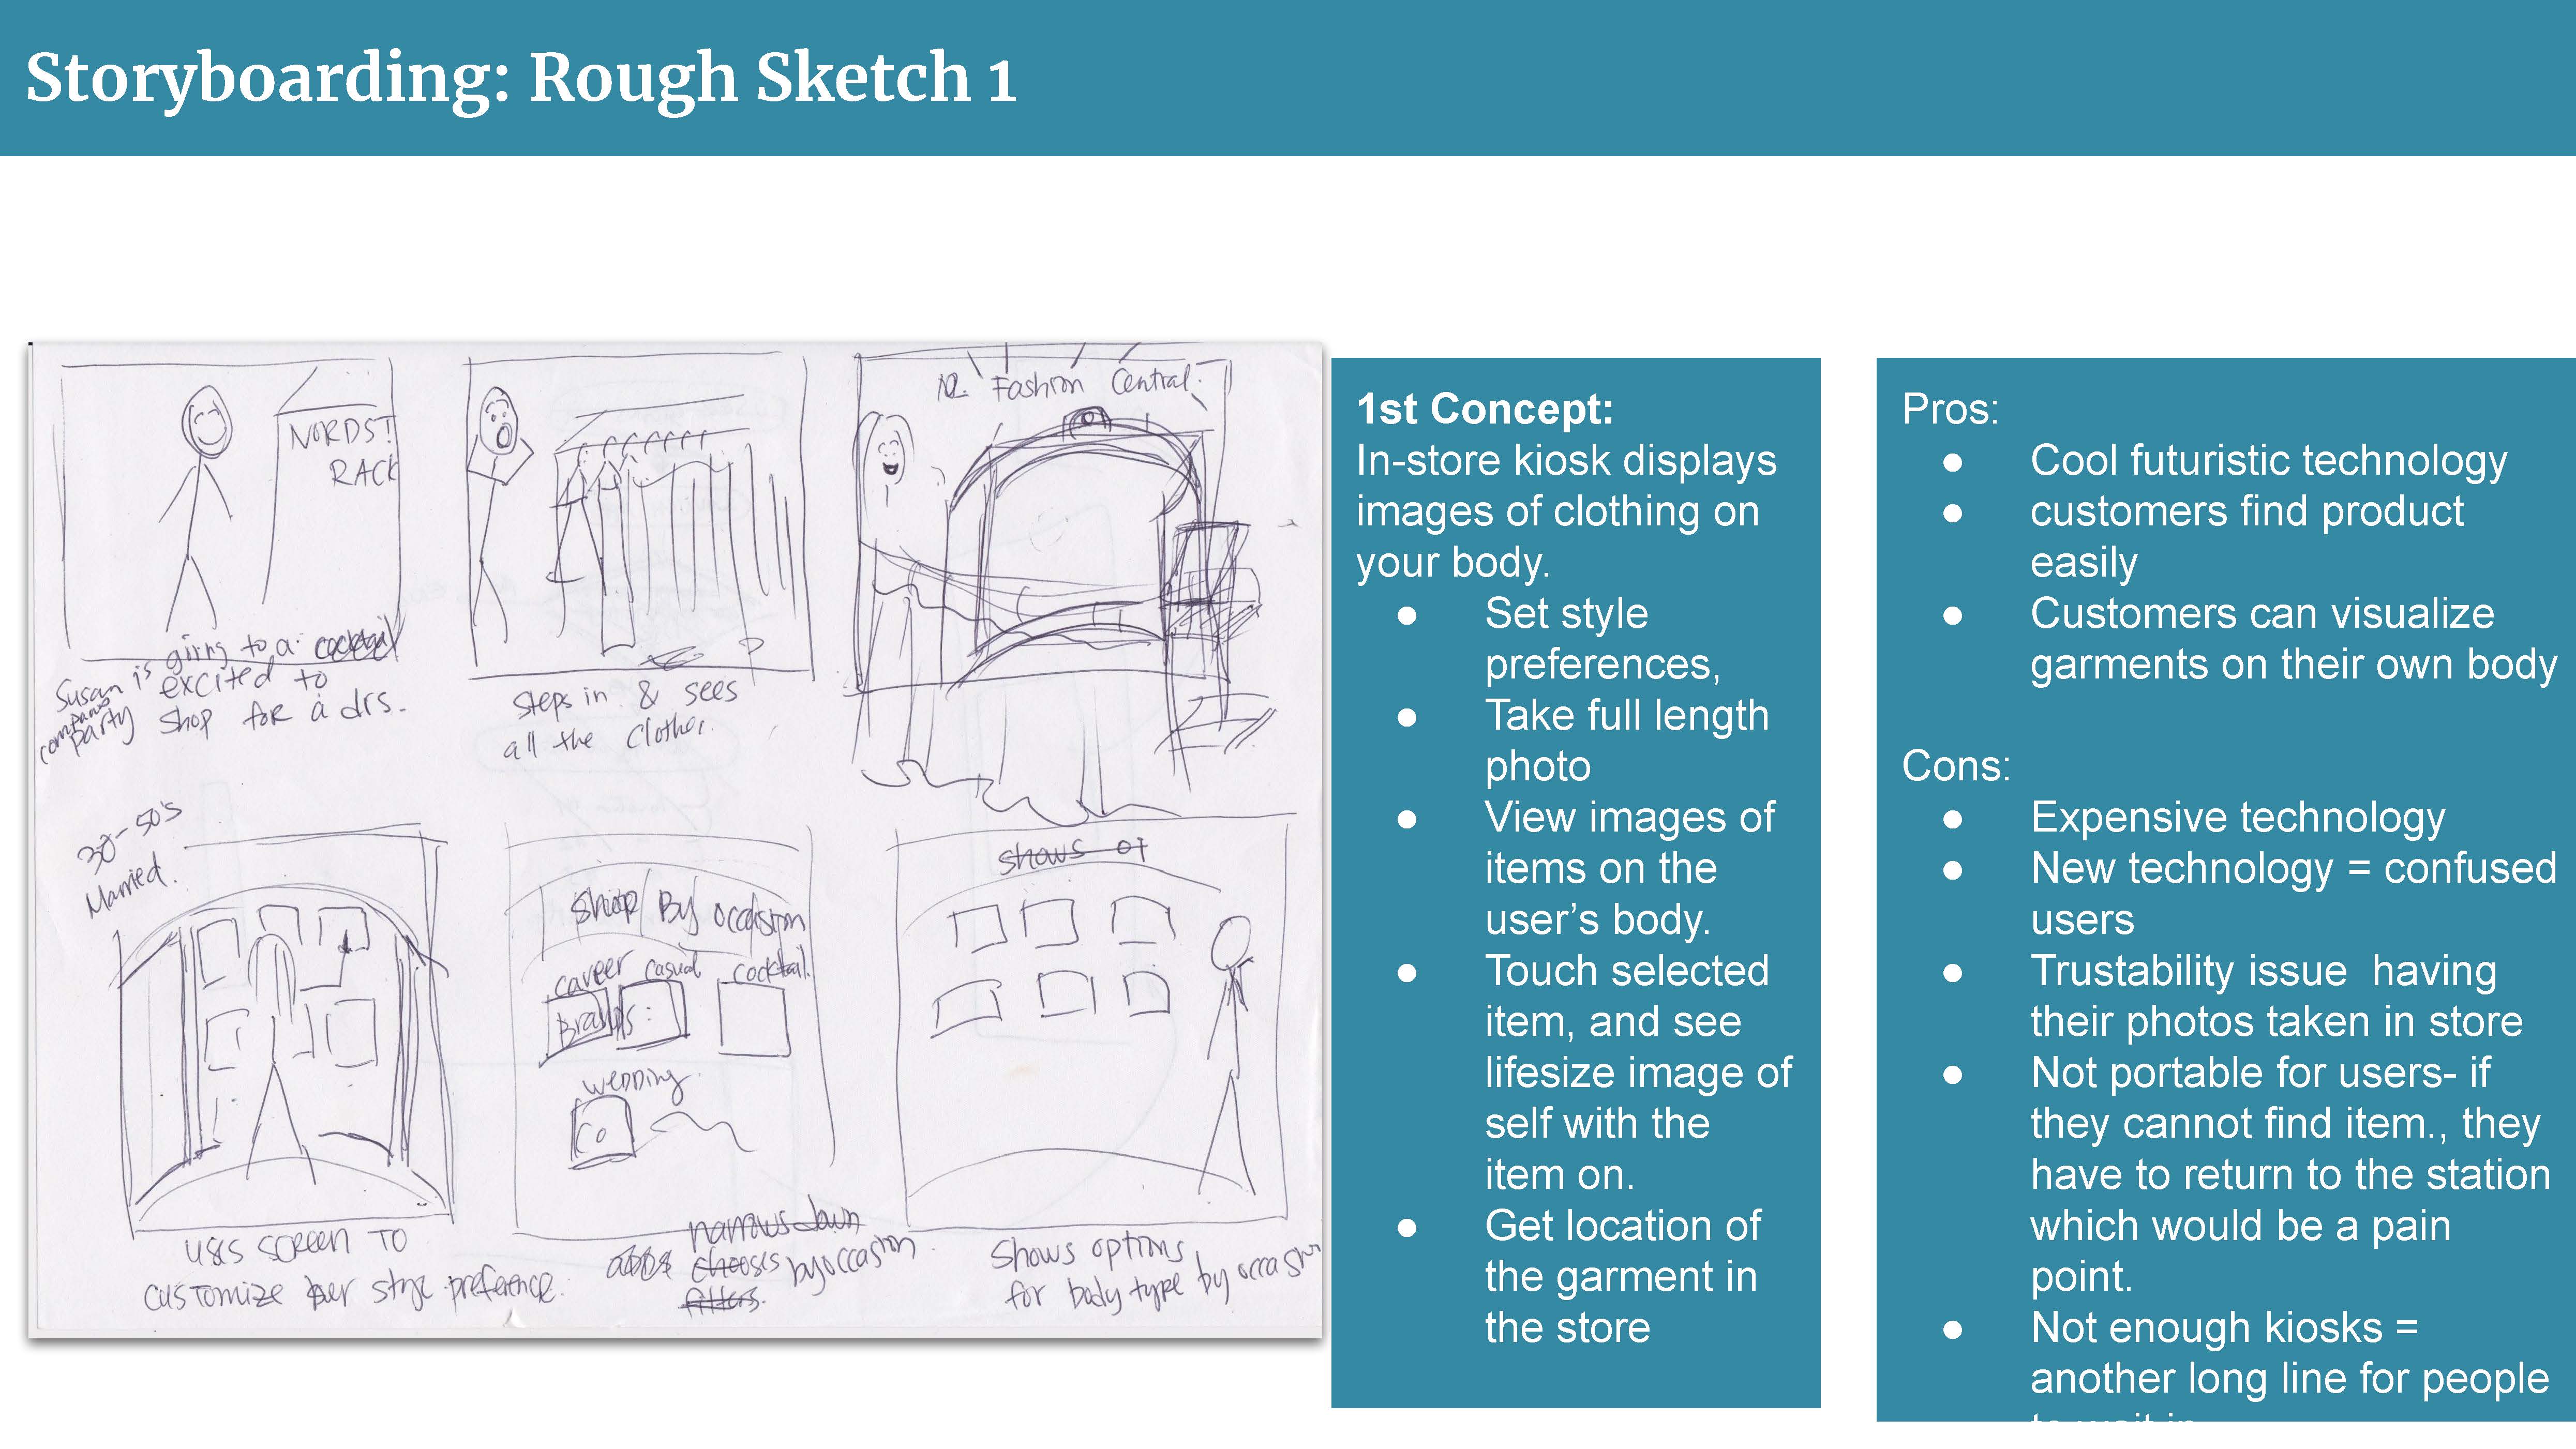 Storyboarding: Rough Sketch 1
NORDST
RACK
Susan is going to a cocktail
company party excited to
shop for a drs.
Steps in & sees
all the clothes
Fashion Central
30-50's
Married.
uses screen to
customize her style preference.
Shop By occasion
career casual cocktail
Brands:
wedding
Co
narrows down
chooses by occasion
filters.
shows of
Shows options
for body type by occasion
1st Concept:
In-store kiosk displays
images of clothing on
your body.
● Set style
preferences,
● Take full length
photo
● View images of
items on the
user’s body.
● Touch selected
item, and see
lifesize image of
self with the
item on.
● Get location of
the garment in
the store
Pros:
● Cool futuristic technology
● customers find product
easily
● Customers can visualize
garments on their own body
Cons:
● Expensive technology
● New technology = confused
users
● Trustability issue  having
their photos taken in store
● Not portable for users- if
they cannot find item., they
have to return to the station
which would be a pain
point.
● Not enough kiosks =
another long line for people
to wait in